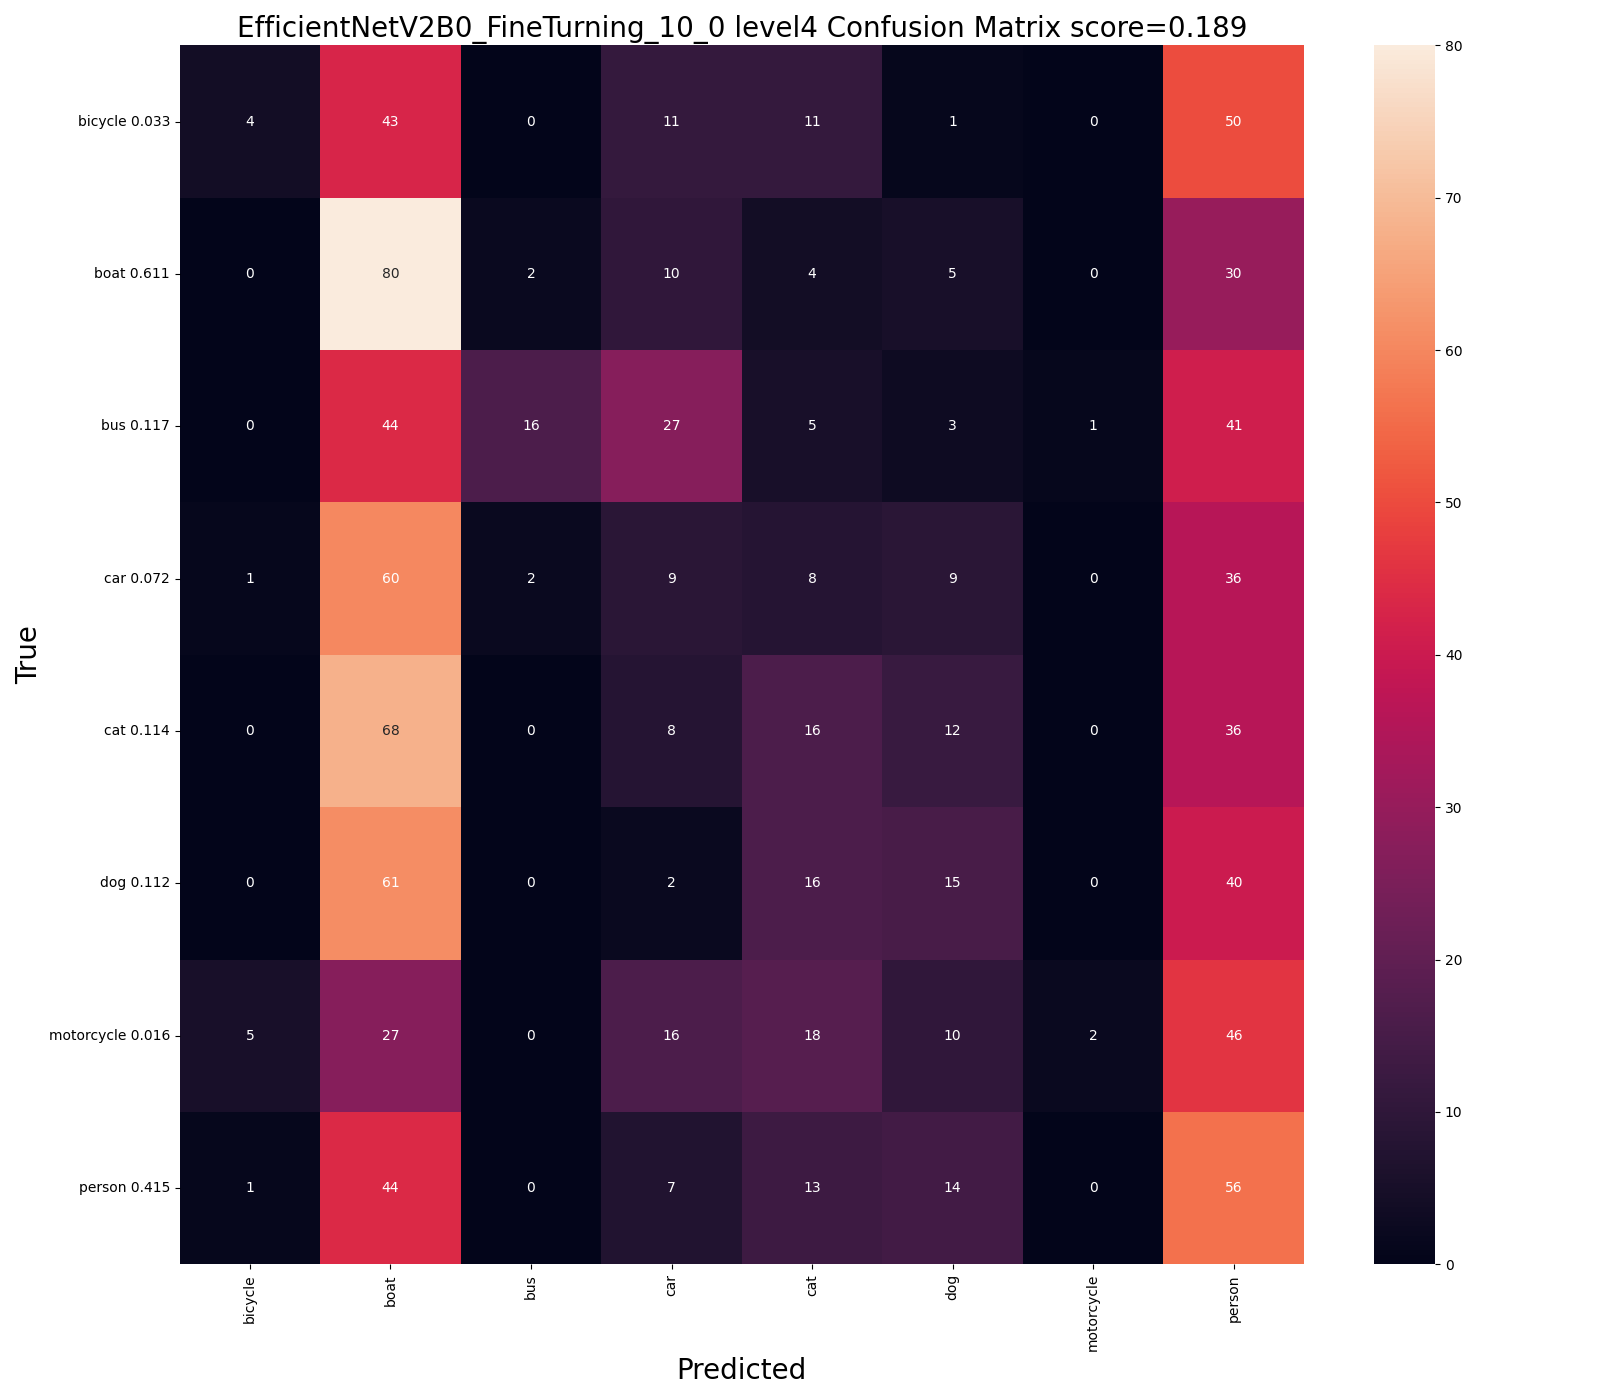 EfficientNetV2B0_FineTurning_10_0 level4 Confusion Matrix score=0.189
bicycle 0.033 4 43 0 11 11 1 0 50
boat 0.611 0 80 2 10 4 5 0 30
bus 0.117 0 44 16 27 5 3 1 41
car 0.072 1 60 2 9 8 9 0 36
cat 0.114 0 68 0 8 16 12 0 36
dog 0.112 0 61 0 2 16 15 0 40
motorcycle 0.016 5 27 0 16 18 10 2 46
person 0.415 1 44 0 7 13 14 0 56
True
bicycle boat bus car cat dog motorcycle person
Predicted
80
70
60
50
40
30
20
10
0